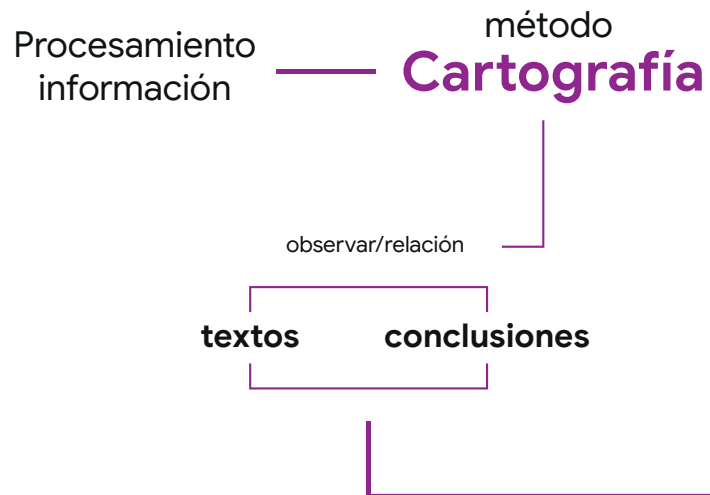 Procesamiento
información
método
Cartografía
observar/relación
textos
conclusiones